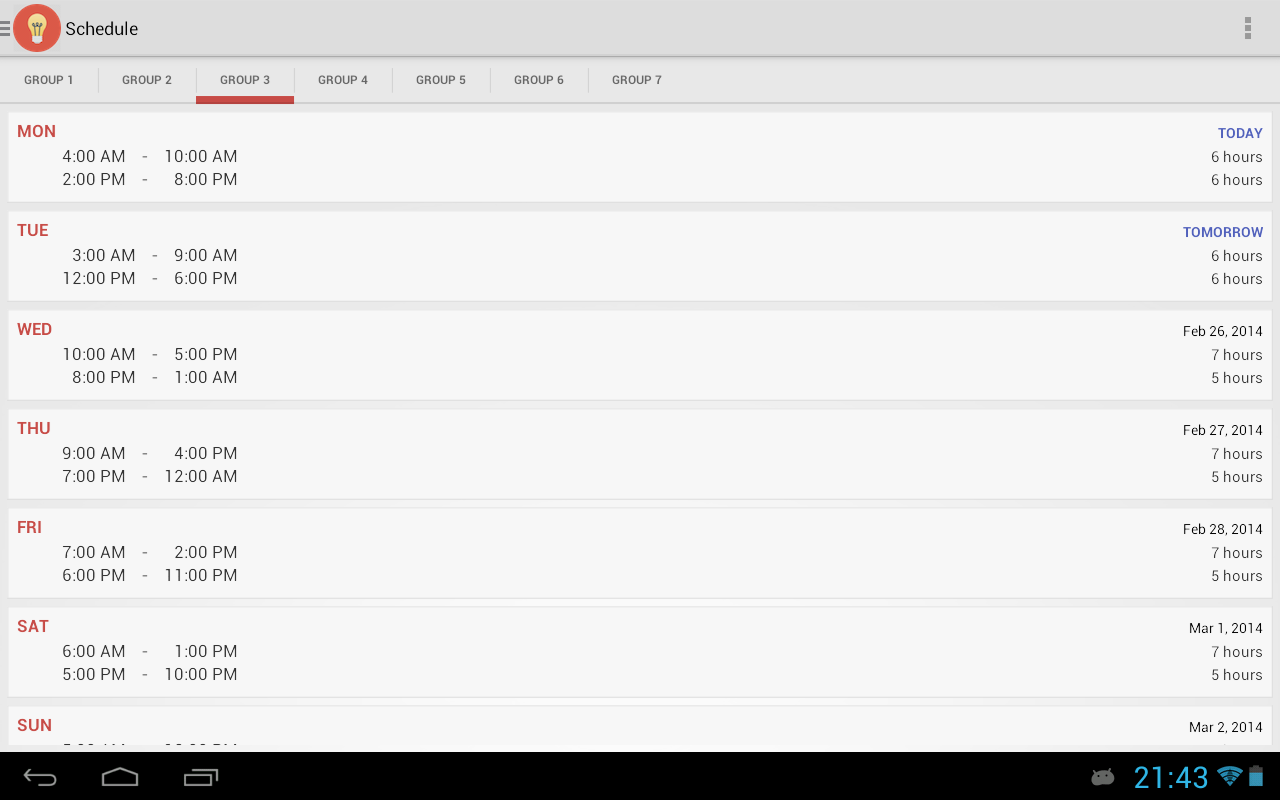 Schedule
GROUP 1 GROUP 2 GROUP 3 GROUP 4 GROUP 5 GROUP 6 GROUP 7
MON TODAY
4:00 AM - 10:00 AM 6 hours
2:00 PM - 8:00 PM 6 hours
TUE TOMORROW
3:00 AM - 9:00 AM 6 hours
12:00 PM - 6:00 PM 6 hours
WED Feb 26, 2014
10:00 AM - 5:00 PM 7 hours
8:00 PM - 1:00 AM 5 hours
THU Feb 27, 2014
9:00 AM - 4:00 PM 7 hours
7:00 PM - 12:00 AM 5 hours
FRI Feb 28, 2014
7:00 AM - 2:00 PM 7 hours
6:00 PM - 11:00 PM 5 hours
SAT Mar 1, 2014
6:00 AM - 1:00 PM 7 hours
5:00 PM - 10:00 PM 5 hours
SUN Mar 2, 2014
21:43